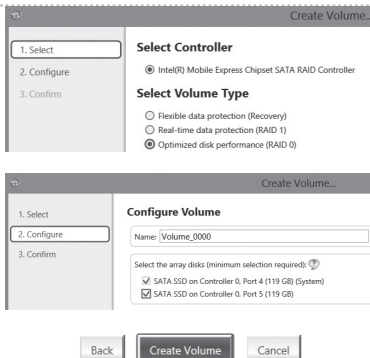 Create Volume...
1. Select
2. Configure
3. Confirm
Select Controller
Intel(R) Mobile Express Chipset SATA RAID Controller
Select Volume Type
Flexible data protection (Recovery)
Real-time data protection (RAID 1)
Optimized disk performance (RAID 0)
Create Volume...
1. Select
2. Configure
3. Confirm
Configure Volume
Name: Volume_0000
Select the array disks (minimum selection required): ?
SATA SSD on Controller 0, Port 4 (119 GB) (System)
SATA SSD on Controller 0, Port 5 (119 GB)
Back
Create Volume
Cancel